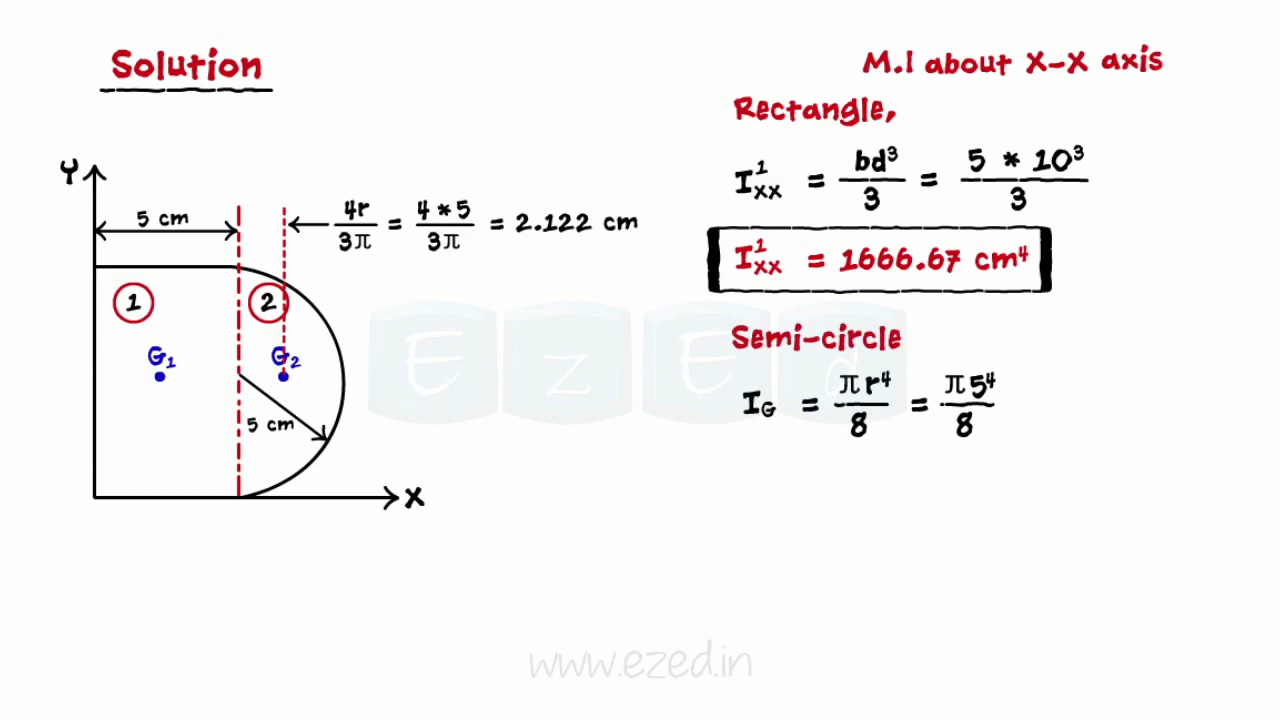 Solution
M.I about X-X axis
Rectangle,
I¹xx = bd³/3 = 5 * 10³/3
I¹xx = 1666.67 cm⁴
Semi-circle
I_G = πr⁴/8 = π5⁴/8
Y
5 cm
4r/3π = 4 * 5/3π = 2.122 cm
1
2
G₁
G₂
5 cm
X
EzEd
www.ezed.in